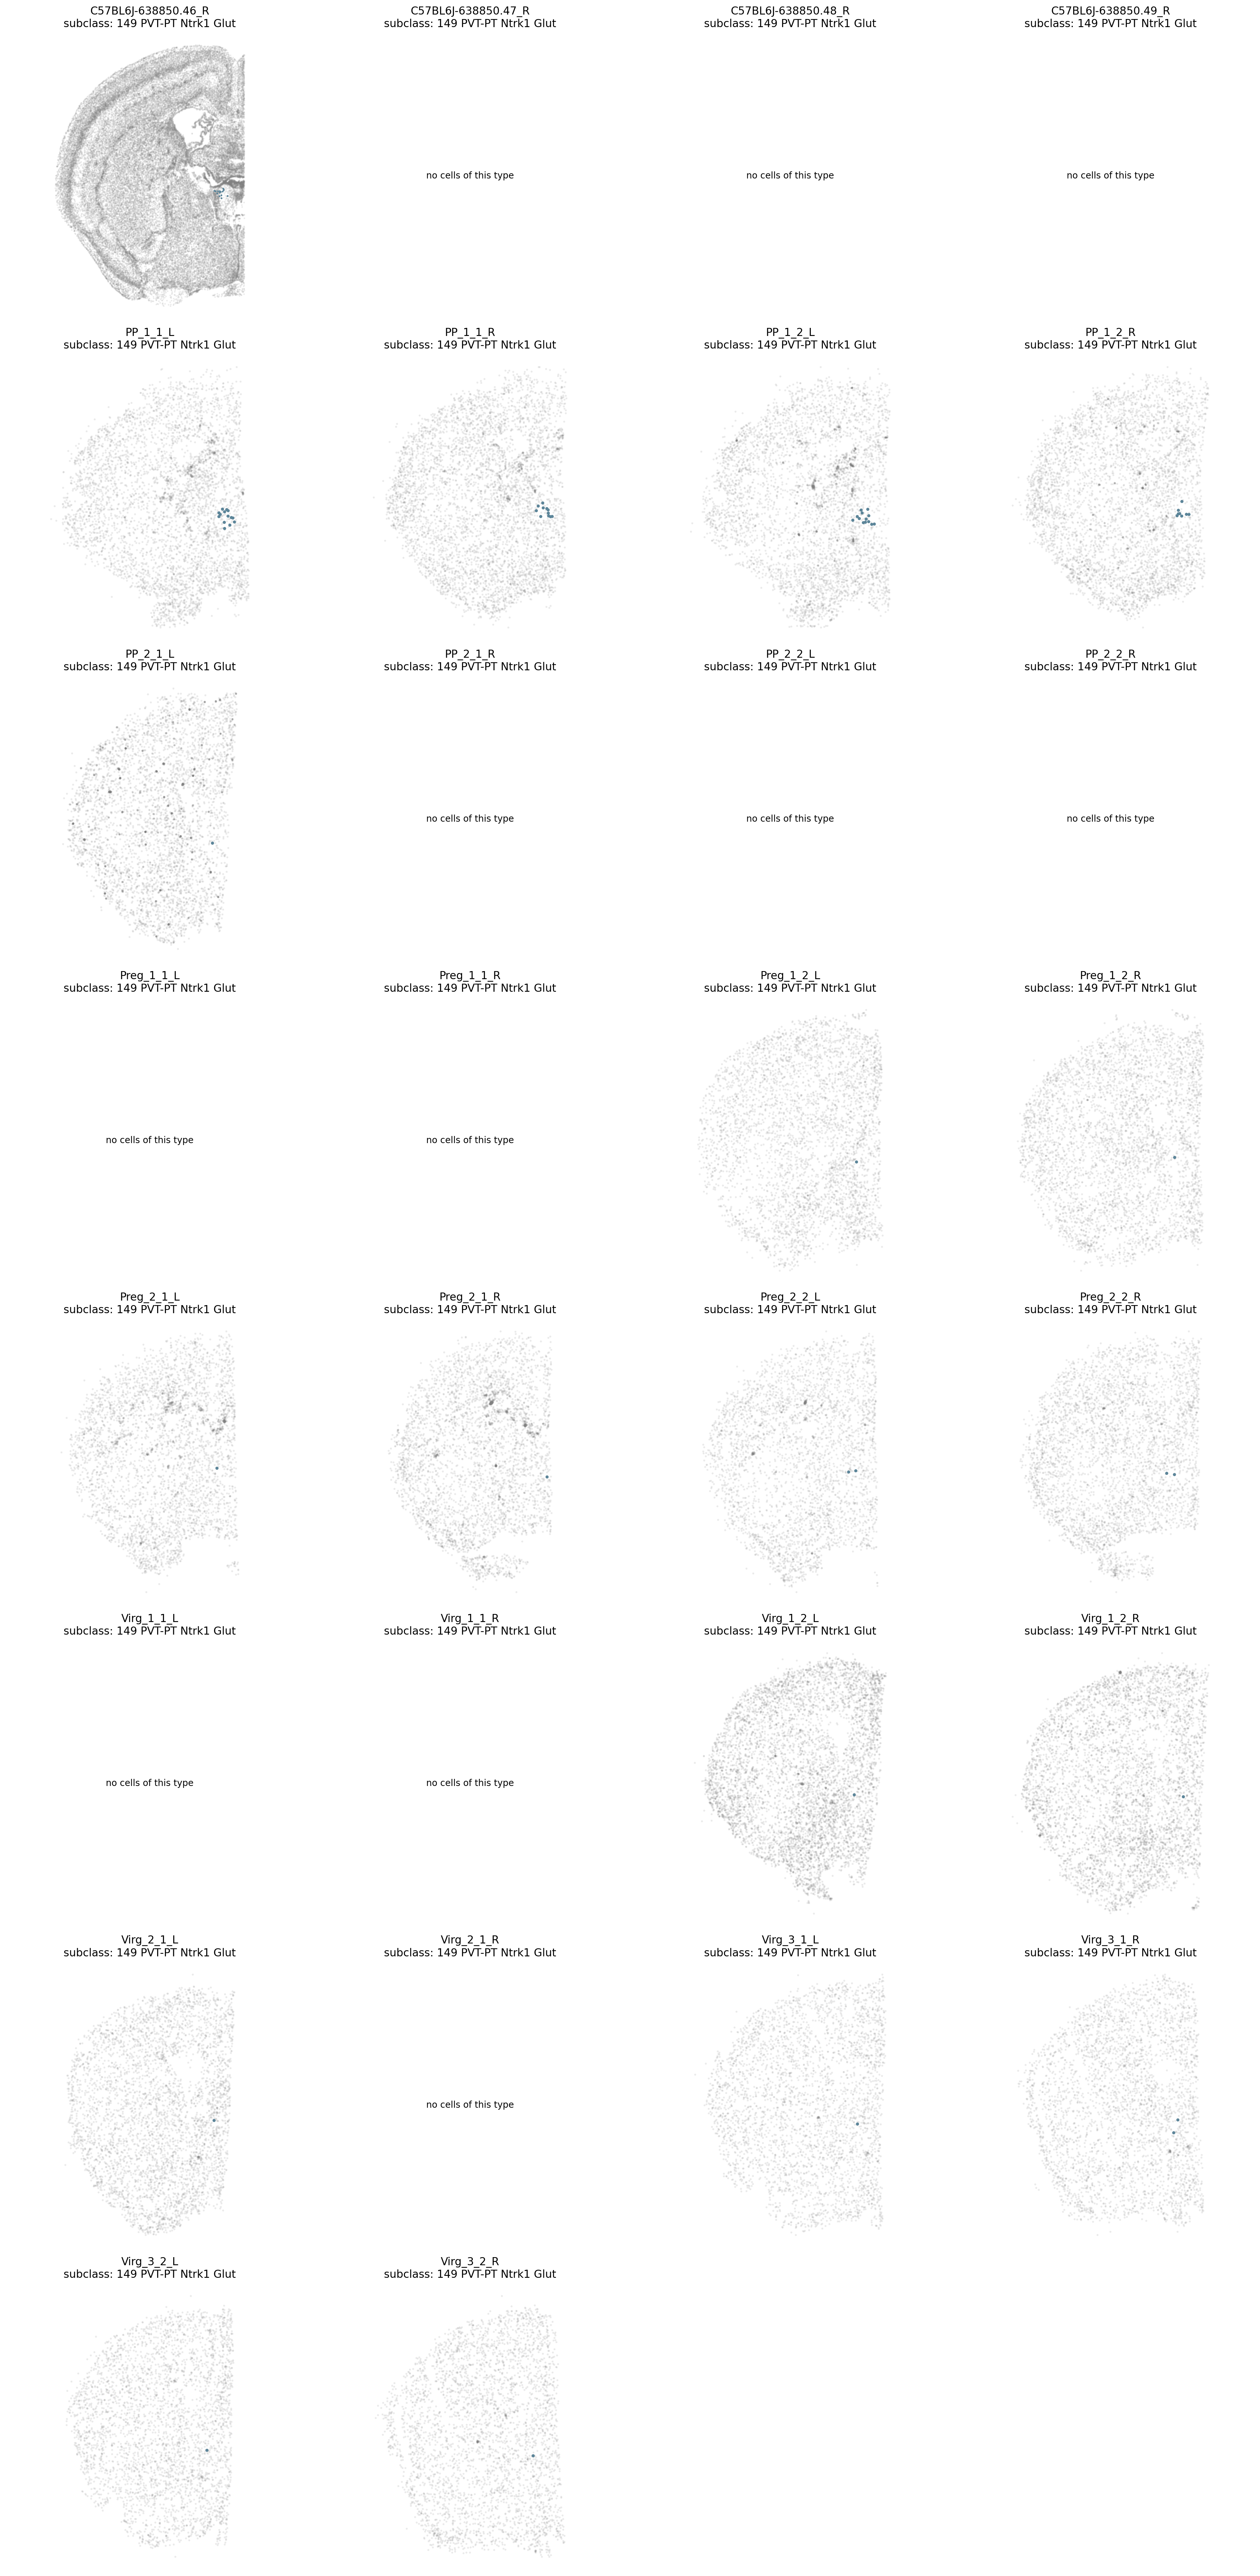 C57BL6J-638850.46_R
subclass: 149 PVT-PT Ntrk1 Glut
C57BL6J-638850.47_R
subclass: 149 PVT-PT Ntrk1 Glut
C57BL6J-638850.48_R
subclass: 149 PVT-PT Ntrk1 Glut
C57BL6J-638850.49_R
subclass: 149 PVT-PT Ntrk1 Glut
no cells of this type
no cells of this type
no cells of this type
PP_1_1_L
subclass: 149 PVT-PT Ntrk1 Glut
PP_1_1_R
subclass: 149 PVT-PT Ntrk1 Glut
PP_1_2_L
subclass: 149 PVT-PT Ntrk1 Glut
PP_1_2_R
subclass: 149 PVT-PT Ntrk1 Glut
PP_2_1_L
subclass: 149 PVT-PT Ntrk1 Glut
PP_2_1_R
subclass: 149 PVT-PT Ntrk1 Glut
PP_2_2_L
subclass: 149 PVT-PT Ntrk1 Glut
PP_2_2_R
subclass: 149 PVT-PT Ntrk1 Glut
no cells of this type
no cells of this type
no cells of this type
Preg_1_1_L
subclass: 149 PVT-PT Ntrk1 Glut
Preg_1_1_R
subclass: 149 PVT-PT Ntrk1 Glut
Preg_1_2_L
subclass: 149 PVT-PT Ntrk1 Glut
Preg_1_2_R
subclass: 149 PVT-PT Ntrk1 Glut
no cells of this type
no cells of this type
Preg_2_1_L
subclass: 149 PVT-PT Ntrk1 Glut
Preg_2_1_R
subclass: 149 PVT-PT Ntrk1 Glut
Preg_2_2_L
subclass: 149 PVT-PT Ntrk1 Glut
Preg_2_2_R
subclass: 149 PVT-PT Ntrk1 Glut
Virg_1_1_L
subclass: 149 PVT-PT Ntrk1 Glut
Virg_1_1_R
subclass: 149 PVT-PT Ntrk1 Glut
Virg_1_2_L
subclass: 149 PVT-PT Ntrk1 Glut
Virg_1_2_R
subclass: 149 PVT-PT Ntrk1 Glut
no cells of this type
no cells of this type
Virg_2_1_L
subclass: 149 PVT-PT Ntrk1 Glut
Virg_2_1_R
subclass: 149 PVT-PT Ntrk1 Glut
Virg_3_1_L
subclass: 149 PVT-PT Ntrk1 Glut
Virg_3_1_R
subclass: 149 PVT-PT Ntrk1 Glut
no cells of this type
Virg_3_2_L
subclass: 149 PVT-PT Ntrk1 Glut
Virg_3_2_R
subclass: 149 PVT-PT Ntrk1 Glut